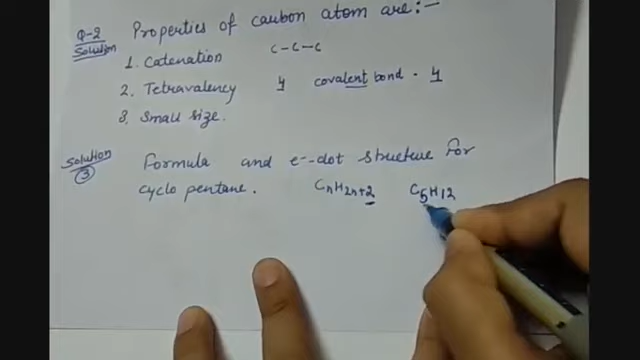 Q-2 Properties of carbon atom are:-
Solution
1. Catenation C-C-C
2. Tetravalency 4 covalent bond. 4
3. Small size.
Solution Formula and e–-dot structure for
③ cyclo pentane. CnH2n+2 C5H12